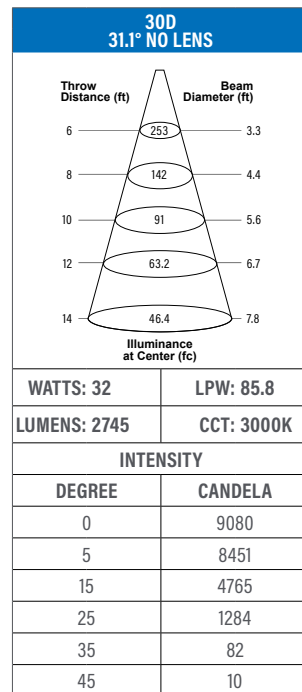 30D
31.1° NO LENS
Throw Beam
Distance (ft) Diameter (ft)
6 253 3.3
8 142 4.4
10 91 5.6
12 63.2 6.7
14 46.4 7.8
Illuminance
at Center (fc)
WATTS: 32 LPW: 85.8
LUMENS: 2745 CCT: 3000K
INTENSITY
DEGREE CANDELA
0 9080
5 8451
15 4765
25 1284
35 82
45 10